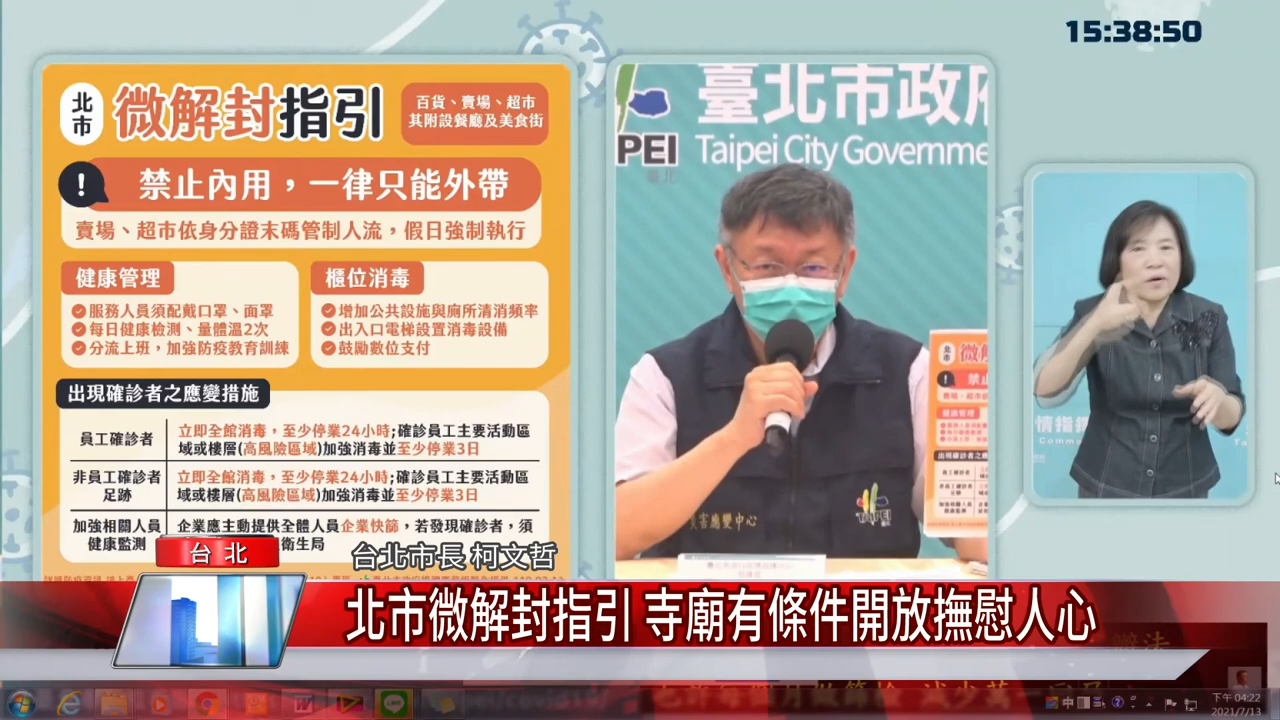 15:38:50
北市
微解封指引
百貨、賣場、超市
其附設餐廳及美食街
!
禁止內用，一律只能外帶
賣場、超市依身分證末碼管制人流，假日強制執行
健康管理
服務人員須配戴口罩、面罩
每日健康檢測、量體溫2次
分流上班，加強防疫教育訓練
櫃位消毒
增加公共設施與廁所清消頻率
出入口電梯設置消毒設備
鼓勵數位支付
出現確診者之應變措施
員工確診者
立即全館消毒，至少停業24小時;確診員工主要活動區
域或樓層(高風險區域)加強消毒並至少停業3日
非員工確診者
足跡
立即全館消毒，至少停業24小時;確診員工主要活動區
域或樓層(高風險區域)加強消毒並至少停業3日
加強相關人員
健康監測
企業應主動提供全體人員企業快篩，若發現確診者，須
衛生局
臺北市政府
PEI
Taipei City Governme
災害應變中心
TAIPEI
情指揮
Comma
台北
台北市長 柯文哲
北市微解封指引 寺廟有條件開放撫慰人心
辦法
中
下午 04:22
2021/7/13